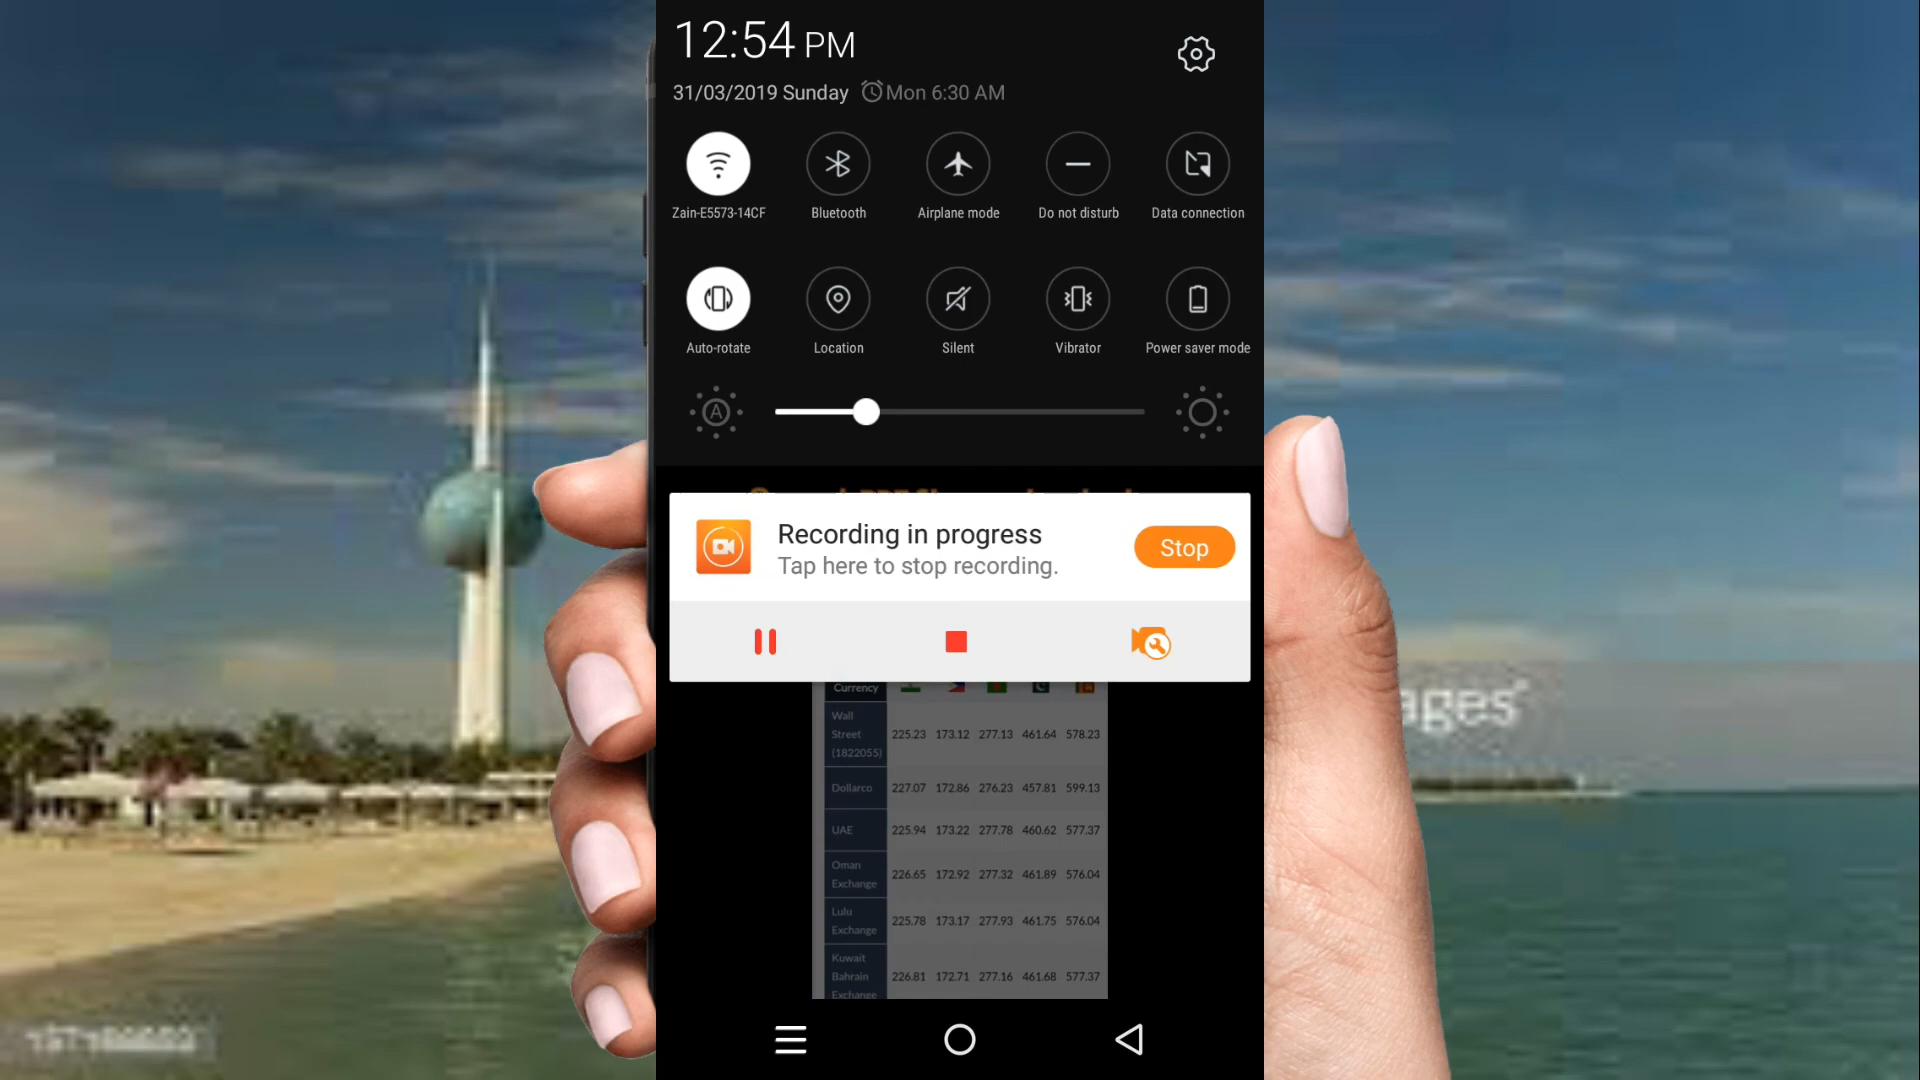 12:54 PM
31/03/2019 Sunday Mon 6:30 AM
Zain-E5573-14CF Bluetooth Airplane mode Do not disturb Data connection
Auto-rotate Location Silent Vibrator Power saver mode
A
Recording in progress
Tap here to stop recording.
Stop
Currency
Wall
Street
(1822055)
225.23 173.12 277.13 461.64 578.23
Dollarco 227.07 172.86 276.23 457.81 599.13
UAE 225.94 173.22 277.78 460.62 577.37
Oman
Exchange
226.65 172.92 277.32 461.89 576.04
Lulu
Exchange
225.78 173.17 277.93 461.75 576.04
Kuwait
Bahrain
Exchange
226.81 172.71 277.16 461.68 577.37
ages